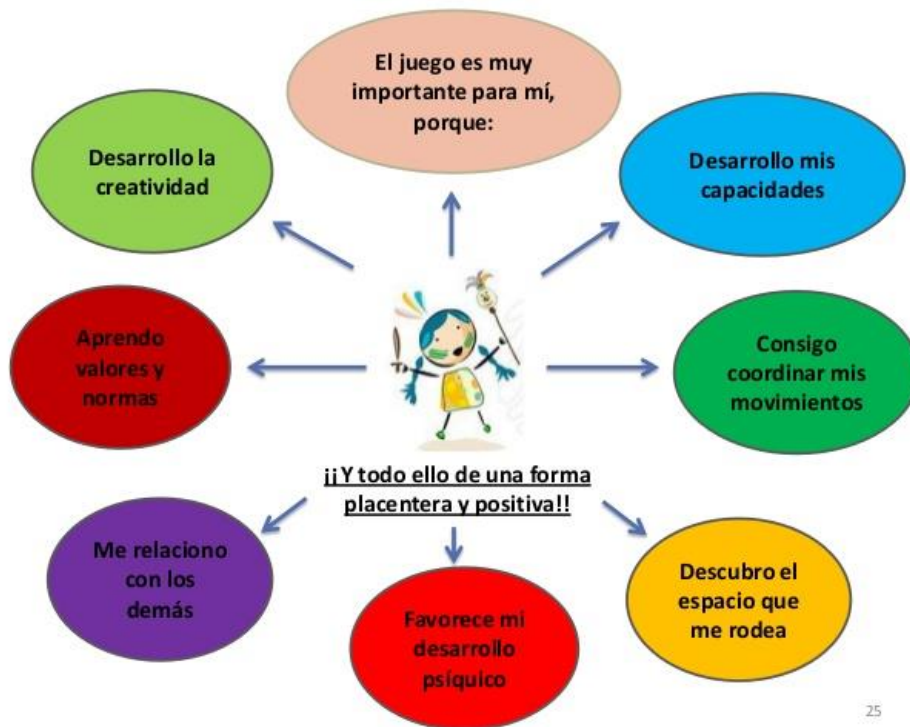 El juego es muy
importante para mí,
porque:
Desarrollo la
creatividad
Desarrollo mis
capacidades
Aprendo
valores y
normas
Consigo
coordinar mis
movimientos
¡¡Y todo ello de una forma
placentera y positiva!!
Me relaciono
con los
demás
Favorece mi
desarrollo
psíquico
Descubro el
espacio que
me rodea
25